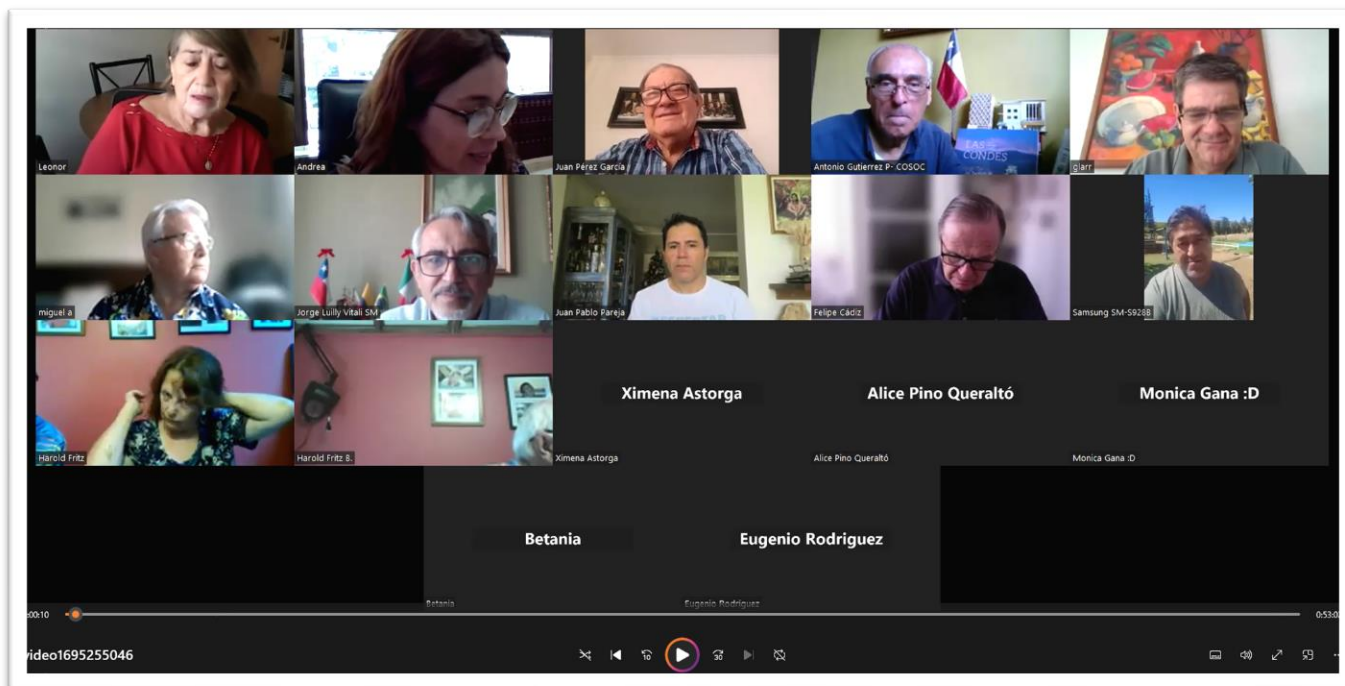 Leonor
Andrea
Juan Pérez García
Antonio Gutierrez P- COSOC
LAS
CONDES
glarr
miguel a
Jorge Luilly Vitali SM
Juan Pablo Pareja
Felipe Cádiz
Samsung SM-S928B
Harold Fritz
Harold Fritz B.
Ximena Astorga
Ximena Astorga
Alice Pino Queraltó
Alice Pino Queraltó
Monica Gana :D
Monica Gana :D
Betania
Betania
Eugenio Rodriguez
Eugenio Rodriguez
:00:10
0:53:0
video1695255046
10
30